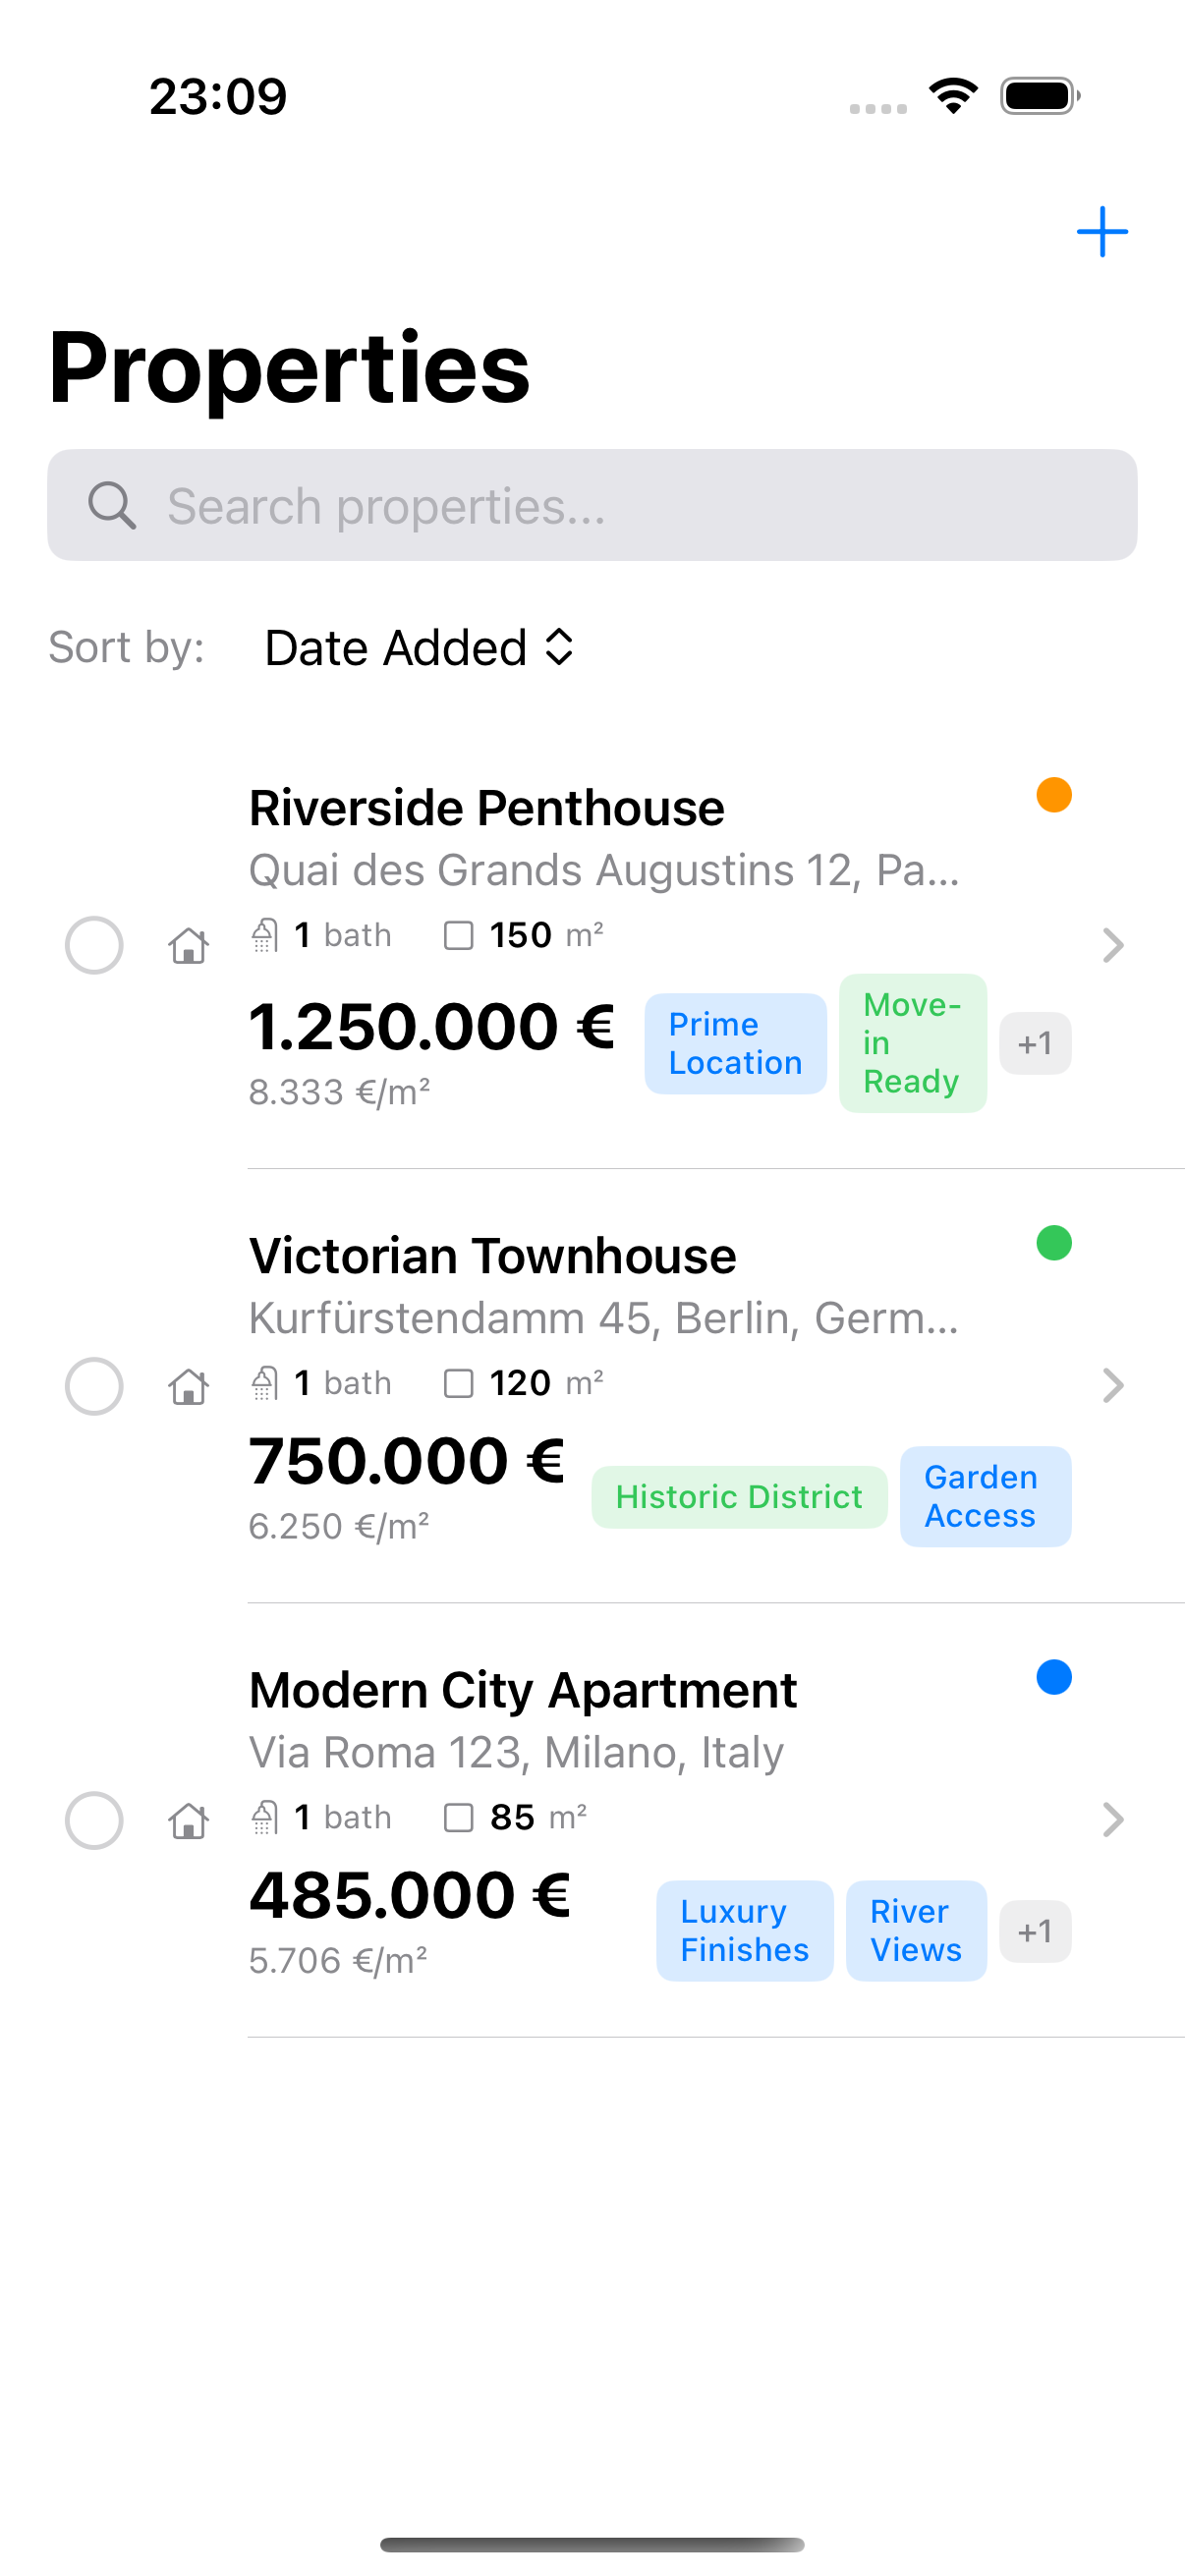 23:09
Properties
Search properties...
Sort by: Date Added
Riverside Penthouse
Quai des Grands Augustins 12, Pa...
1 bath 150 m²
1.250.000 €
8.333 €/m²
Prime
Location
Move-
in
Ready
+1
Victorian Townhouse
Kurfürstendamm 45, Berlin, Germ...
1 bath 120 m²
750.000 €
6.250 €/m²
Historic District
Garden
Access
Modern City Apartment
Via Roma 123, Milano, Italy
1 bath 85 m²
485.000 €
5.706 €/m²
Luxury
Finishes
River
Views
+1